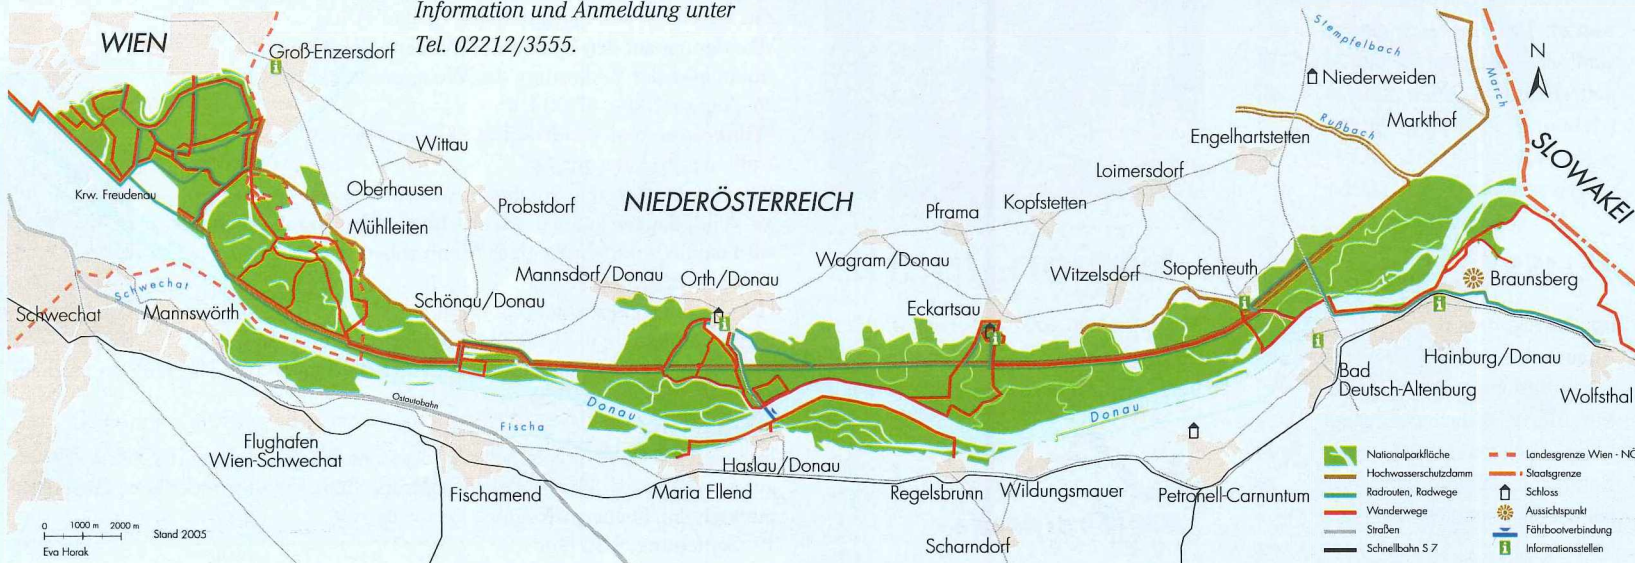 Information und Anmeldung unter
Tel. 02212/3555.
WIEN
Groß-Enzersdorf
Stempfelbach
N
Niederweiden
March
Markthof
Rußbach
Engelhartstetten
SLOWAKEI
Wittau
Loimersdorf
Oberhausen
Krw. Freudenau
Probstdorf
NIEDERÖSTERREICH
Kopfstetten
Pframa
Mühlleiten
Wagram/Donau
Mannsdorf/Donau
Orth/Donau
Witzelsdorf
Stopfenreuth
Braunsberg
Schwechat
Schönau/Donau
Eckartsau
Schwechat
Mannswörth
Hainburg/Donau
Bad
Deutsch-Altenburg
Wolfsthal
Ostautobahn
Donau
Donau
Fischa
Flughafen
Wien-Schwechat
Haslau/Donau
Fischamend
Maria Ellend
Regelsbrunn
Wildungsmauer
Petronell-Carnuntum
Scharndorf
Nationalparkfläche
Hochwasserschutzdamm
Radrouten, Radwege
Wanderwege
Straßen
Schnellbahn S 7
Landesgrenze Wien - NÖ
Staatsgrenze
Schloss
Aussichtspunkt
Fährbootverbindung
Informationsstellen
0 1000 m 2000 m
Stand 2005
Eva Horak